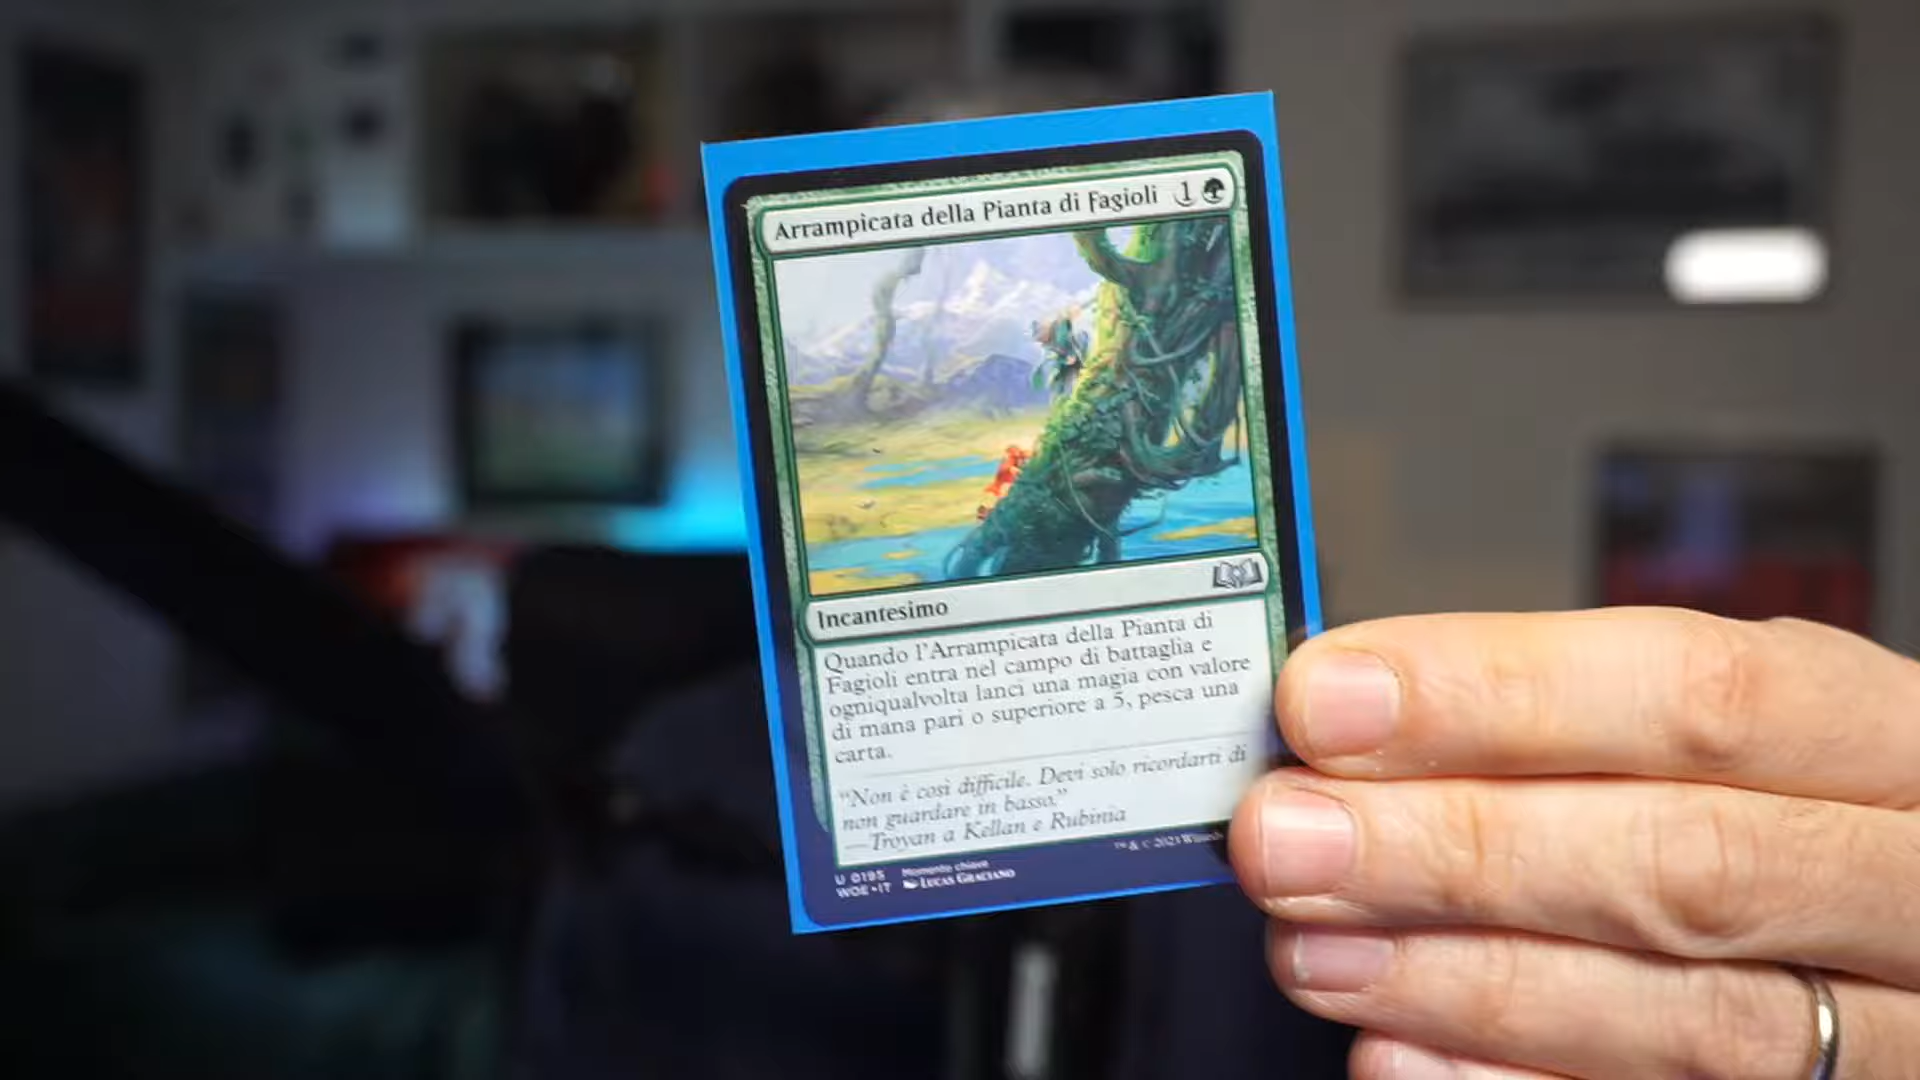 Arrampicata della Pianta di Fagioli 1
Incantesimo
Quando l'Arrampicata della Pianta di
Fagioli entra nel campo di battaglia e
ogniqualvolta lanci una magia con valore
di mana pari o superiore a 5, pesca una
carta.
“Non è così difficile. Devi solo ricordarti di
non guardare in basso.”
—Troyan a Kellan e Rubinia
U 0195 Momento chiave
WOE • IT LUCAS GRACIANO
™ & © 2023